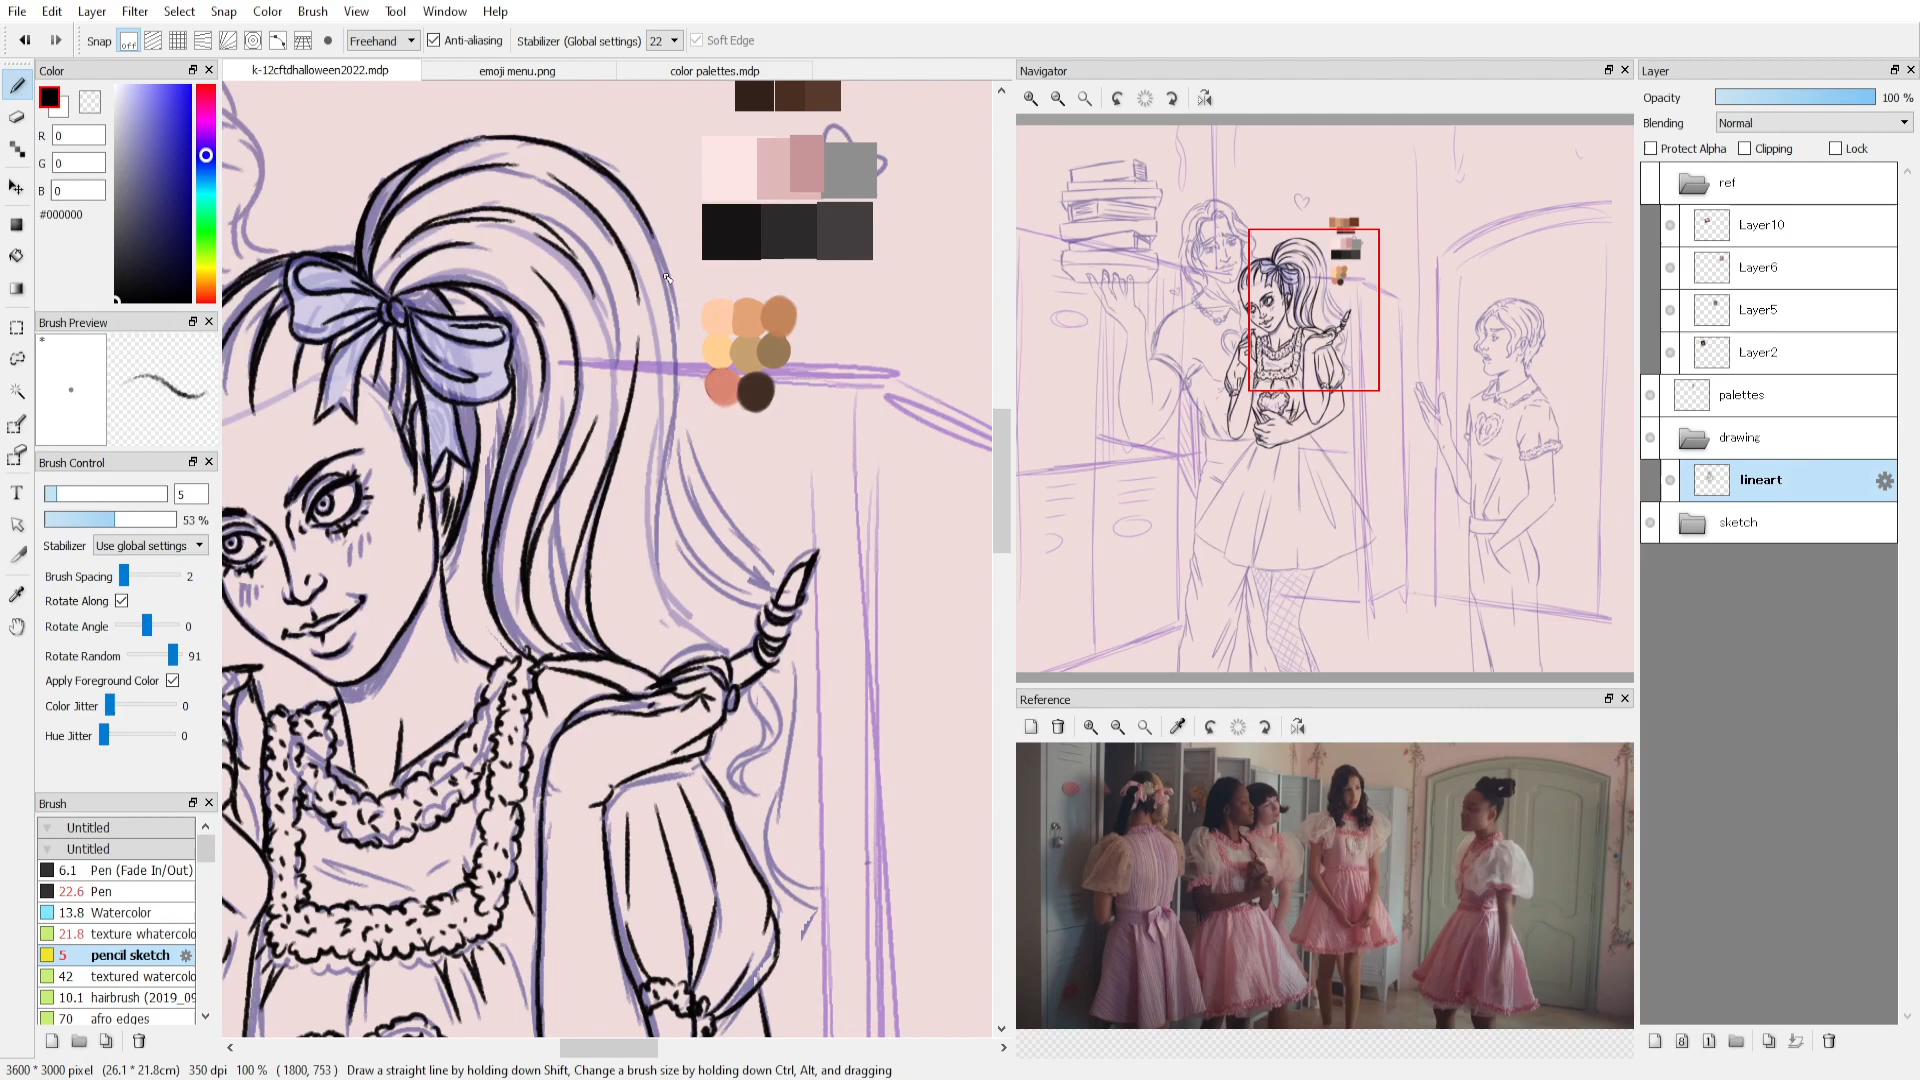 File Edit Layer Filter Select Snap Color Brush View Tool Window Help
Snap off Freehand Anti-aliasing Stabilizer (Global settings) 22 Soft Edge
Color
k-12cftdhalloween2022.mdp emoji menu.png color palettes.mdp
Navigator
Layer
R 0
G 0
B 0
#000000
Opacity 100 %
Blending Normal
Protect Alpha Clipping Lock
ref
Layer10
Layer6
Layer5
Layer2
palettes
drawing
lineart
sketch
Brush Preview
*
Brush Control
5
53 %
Stabilizer Use global settings
Brush Spacing 2
Rotate Along
Rotate Angle 0
Rotate Random 91
Apply Foreground Color
Color Jitter 0
Hue Jitter 0
Reference
Brush
Untitled
Untitled
6.1 Pen (Fade In/Out)
22.6 Pen
13.8 Watercolor
21.8 texture whatercolo
5 pencil sketch
42 textured watercolo
10.1 hairbrush (2019_09
70 afro edges
3600 * 3000 pixel (26.1 * 21.8cm) 350 dpi 100 % ( 1800, 753 ) Draw a straight line by holding down Shift, Change a brush size by holding down Ctrl, Alt, and dragging